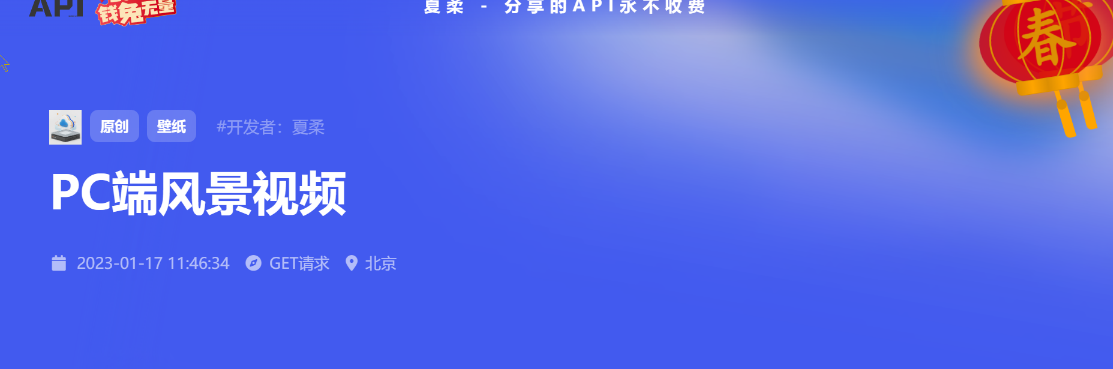 API 钱兔无量
夏柔 - 分享的API永不收费
春
原创 壁纸 #开发者：夏柔
PC端风景视频
2023-01-17 11:46:34 GET请求 北京